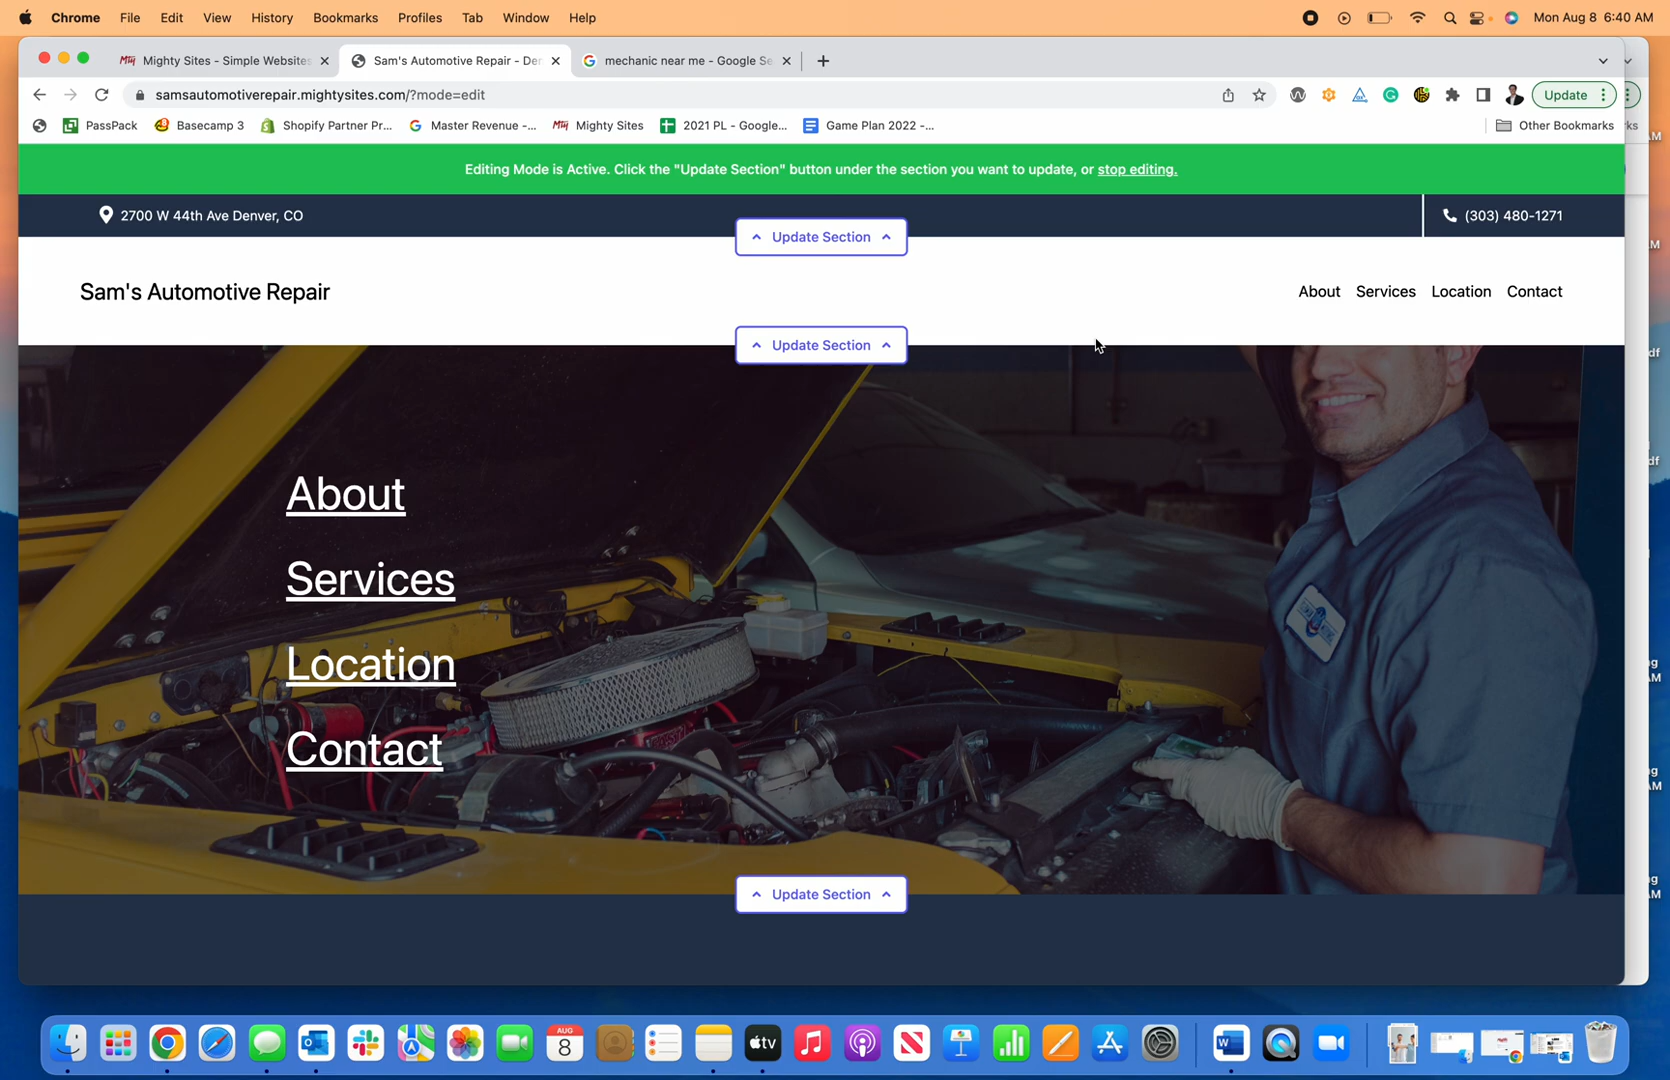 Chrome File Edit View History Bookmarks Profiles Tab Window Help Mon Aug 8 6:40 AM
Mighty Sites - Simple Websites Sam's Automotive Repair - Den mechanic near me - Google Se
samsautomotiverepair.mightysites.com/?mode=edit Update
PassPack Basecamp 3 Shopify Partner Pr... Master Revenue -... Mighty Sites 2021 PL - Google... Game Plan 2022 -... Other Bookmarks
Editing Mode is Active. Click the "Update Section" button under the section you want to update, or stop editing.
2700 W 44th Ave Denver, CO (303) 480-1271
Update Section
Sam's Automotive Repair About Services Location Contact
Update Section
About
Services
Location
Contact
Update Section
AUG
8
tv